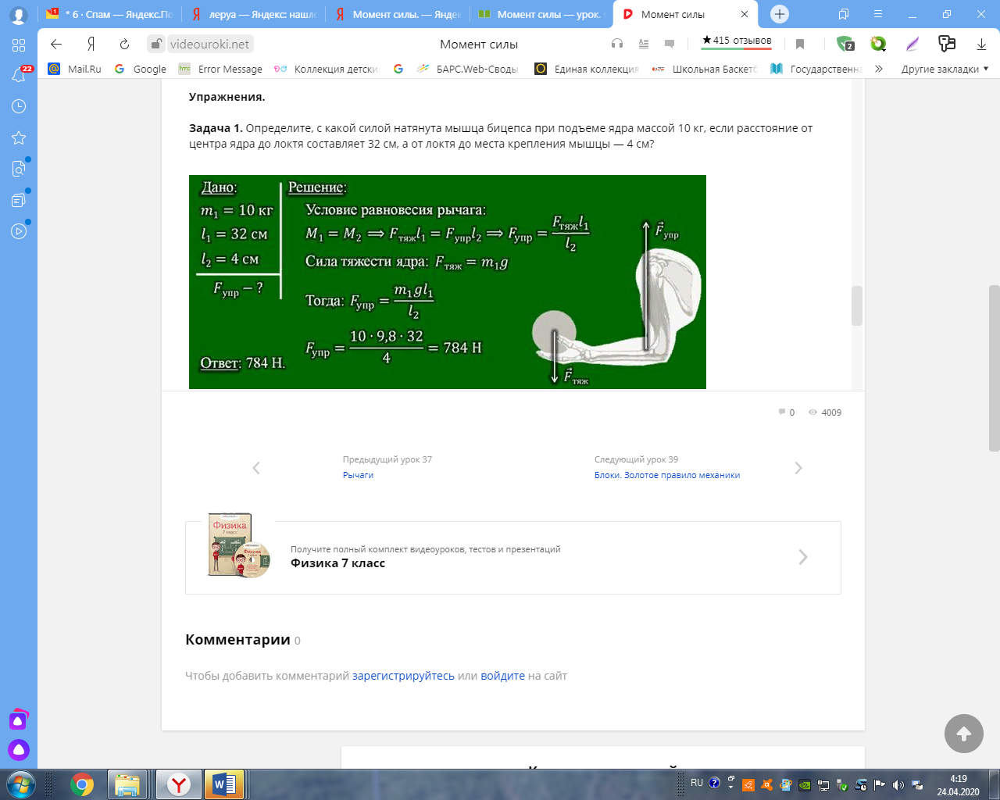 * 6 · Спам — Яндекс.По
леруа — Яндекс: нашло
Момент силы. — Яндек
Момент силы — урок.
Момент силы
videouroki.net
Момент силы
★ 415 отзывов
2
22
Mail.Ru
Google
Error Message
Коллекция детски
БАРС.Web-Своды
Единая коллекция
Школьная Баскетб
Государственна
Другие закладки
Упражнения.
Задача 1. Определите, с какой силой натянута мышца бицепса при подъеме ядра массой 10 кг, если расстояние от
центра ядра до локтя составляет 32 см, а от локтя до места крепления мышцы — 4 см?
Дано:
m₁ = 10 кг
l₁ = 32 см
l₂ = 4 см
Fупр − ?
Решение:
Условие равновесия рычага:
M₁ = M₂ ⟹ Fтяжl₁ = Fупрl₂ ⟹ Fупр = Fтяжl₁ / l₂
Сила тяжести ядра: Fтяж = m₁g
Тогда: Fупр = m₁gl₁ / l₂
Fупр = 10 · 9,8 · 32 / 4 = 784 Н
Ответ: 784 Н.
F⃗упр
F⃗тяж
0 4009
Предыдущий урок 37
Рычаги
Следующий урок 39
Блоки. Золотое правило механики
Физика
7 класс
Получите полный комплект видеоуроков, тестов и презентаций
Физика 7 класс
Комментарии 0
Чтобы добавить комментарий зарегистрируйтесь или войдите на сайт
RU
4:19
24.04.2020